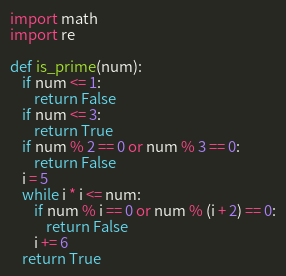 import math
import re

def is_prime(num):
    if num <= 1:
        return False
    if num <= 3:
        return True
    if num % 2 == 0 or num % 3 == 0:
        return False
    i = 5
    while i * i <= num:
        if num % i == 0 or num % (i + 2) == 0:
            return False
        i += 6
    return True